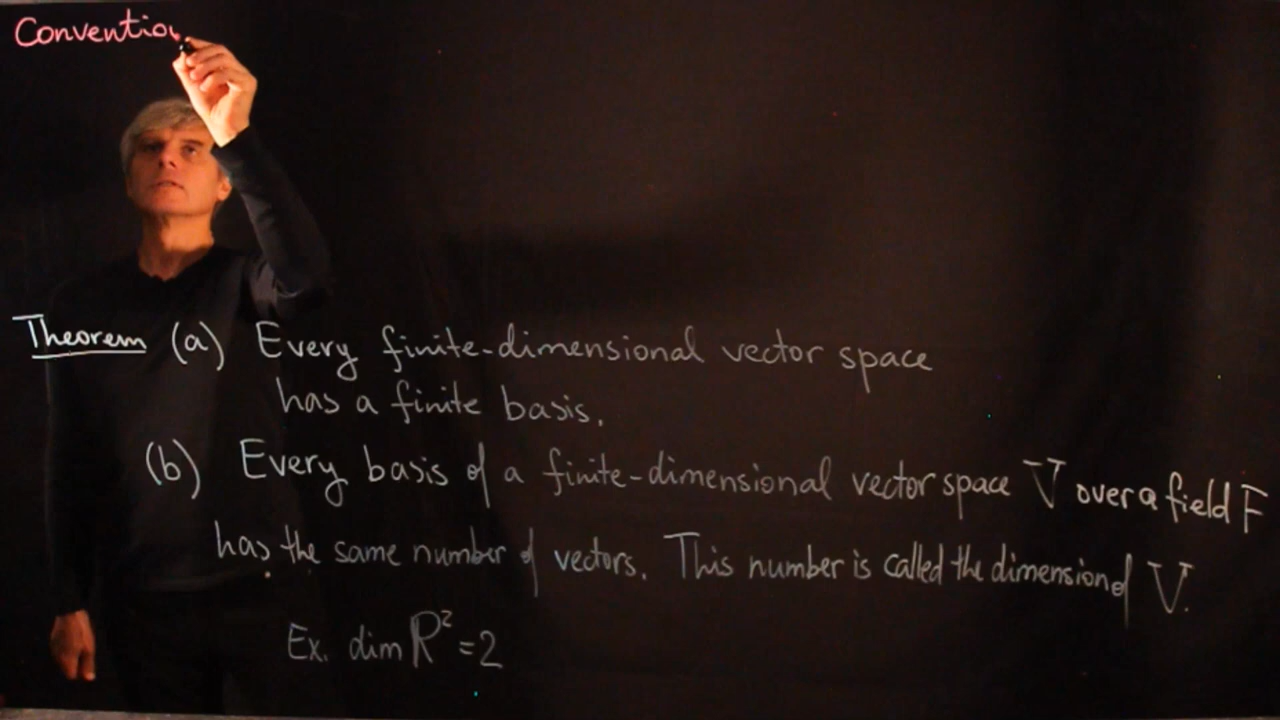 Convention
Theorem (a) Every finite-dimensional vector space
has a finite basis.
(b) Every basis of a finite-dimensional vector space V over a field F
has the same number of vectors. This number is called the dimension of V.
Ex. dim R² = 2